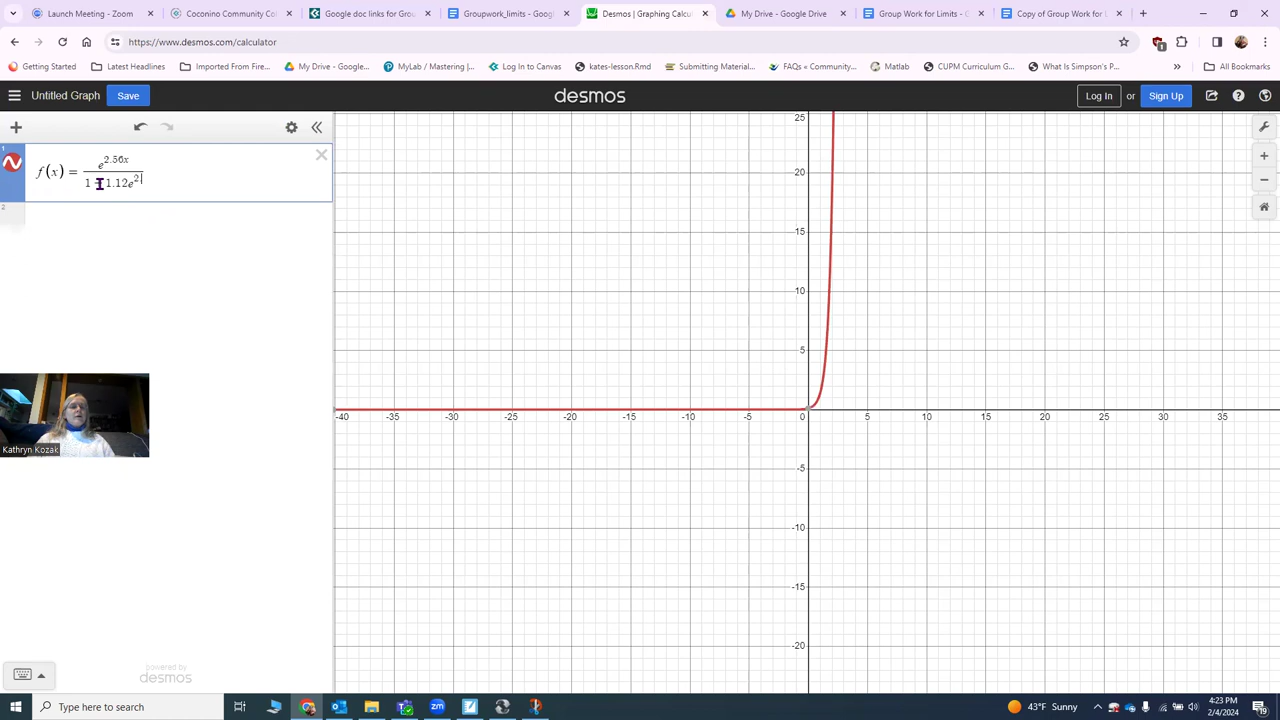 Launch Meeting - Zoom
Coconino Community Co
Google doc links for Grou
Groupwork_limits - Googl
Desmos | Graphing Calcu
My Drive - Google Drive
Group Work for Limits - G
Copy of Group Work for L
https://www.desmos.com/calculator
Getting Started
Latest Headlines
Imported From Fire...
My Drive - Google...
MyLab / Mastering |...
Log In to Canvas
kates-lesson.Rmd
Submitting Material...
FAQs « Community...
Matlab
CUPM Curriculum G...
What Is Simpson's P...
All Bookmarks
Untitled Graph
Save
desmos
Log In
or
Sign Up
1
f(x) = e^2.56x / 1 1.12e^2
2
25
20
15
10
5
-5
-10
-15
-20
-40 -35 -30 -25 -20 -15 -10 -5 0 5 10 15 20 25 30 35
Kathryn Kozak
powered by
desmos
Type here to search
43°F Sunny
4:23 PM
2/4/2024
19